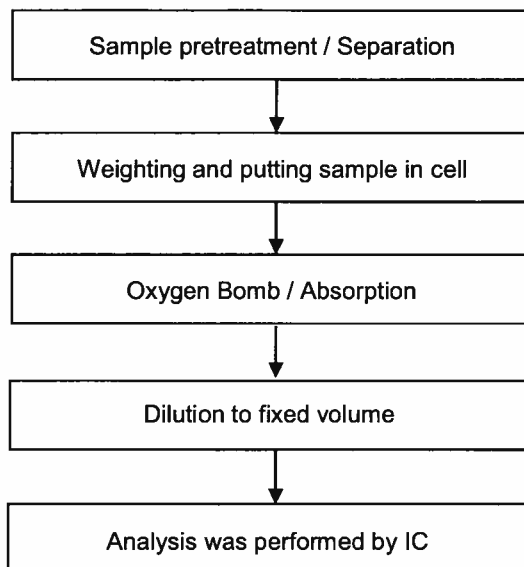 Sample pretreatment / Separation
Weighting and putting sample in cell
Oxygen Bomb / Absorption
Dilution to fixed volume
Analysis was performed by IC